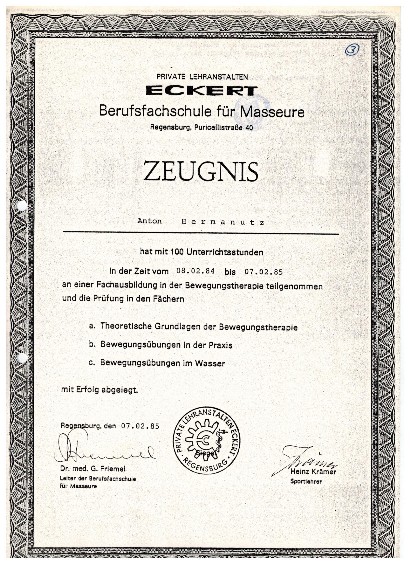 3
PRIVATE LEHRANSTALTEN
ECKERT
Berufsfachschule für Masseure
Regensburg, Puricellistraße 40
ZEUGNIS
Anton Bermanutz
hat mit 100 Unterrichtsstunden
in der Zeit vom 08.02.84 bis 07.02.85
an einer Fachausbildung in der Bewegungstherapie teilgenommen
und die Prüfung in den Fächern
a. Theoretische Grundlagen der Bewegungstherapie
b. Bewegungsübungen in der Praxis
c. Bewegungsübungen im Wasser
mit Erfolg abgelegt.
Regensburg, den 07.02.85
PRIVATE LEHRANSTALTEN ECKERT
REGENSBURG
Dr. med. G. Friemel
Leiter der Berufsfachschule
für Masseure
Heinz Krämer
Sportlehrer